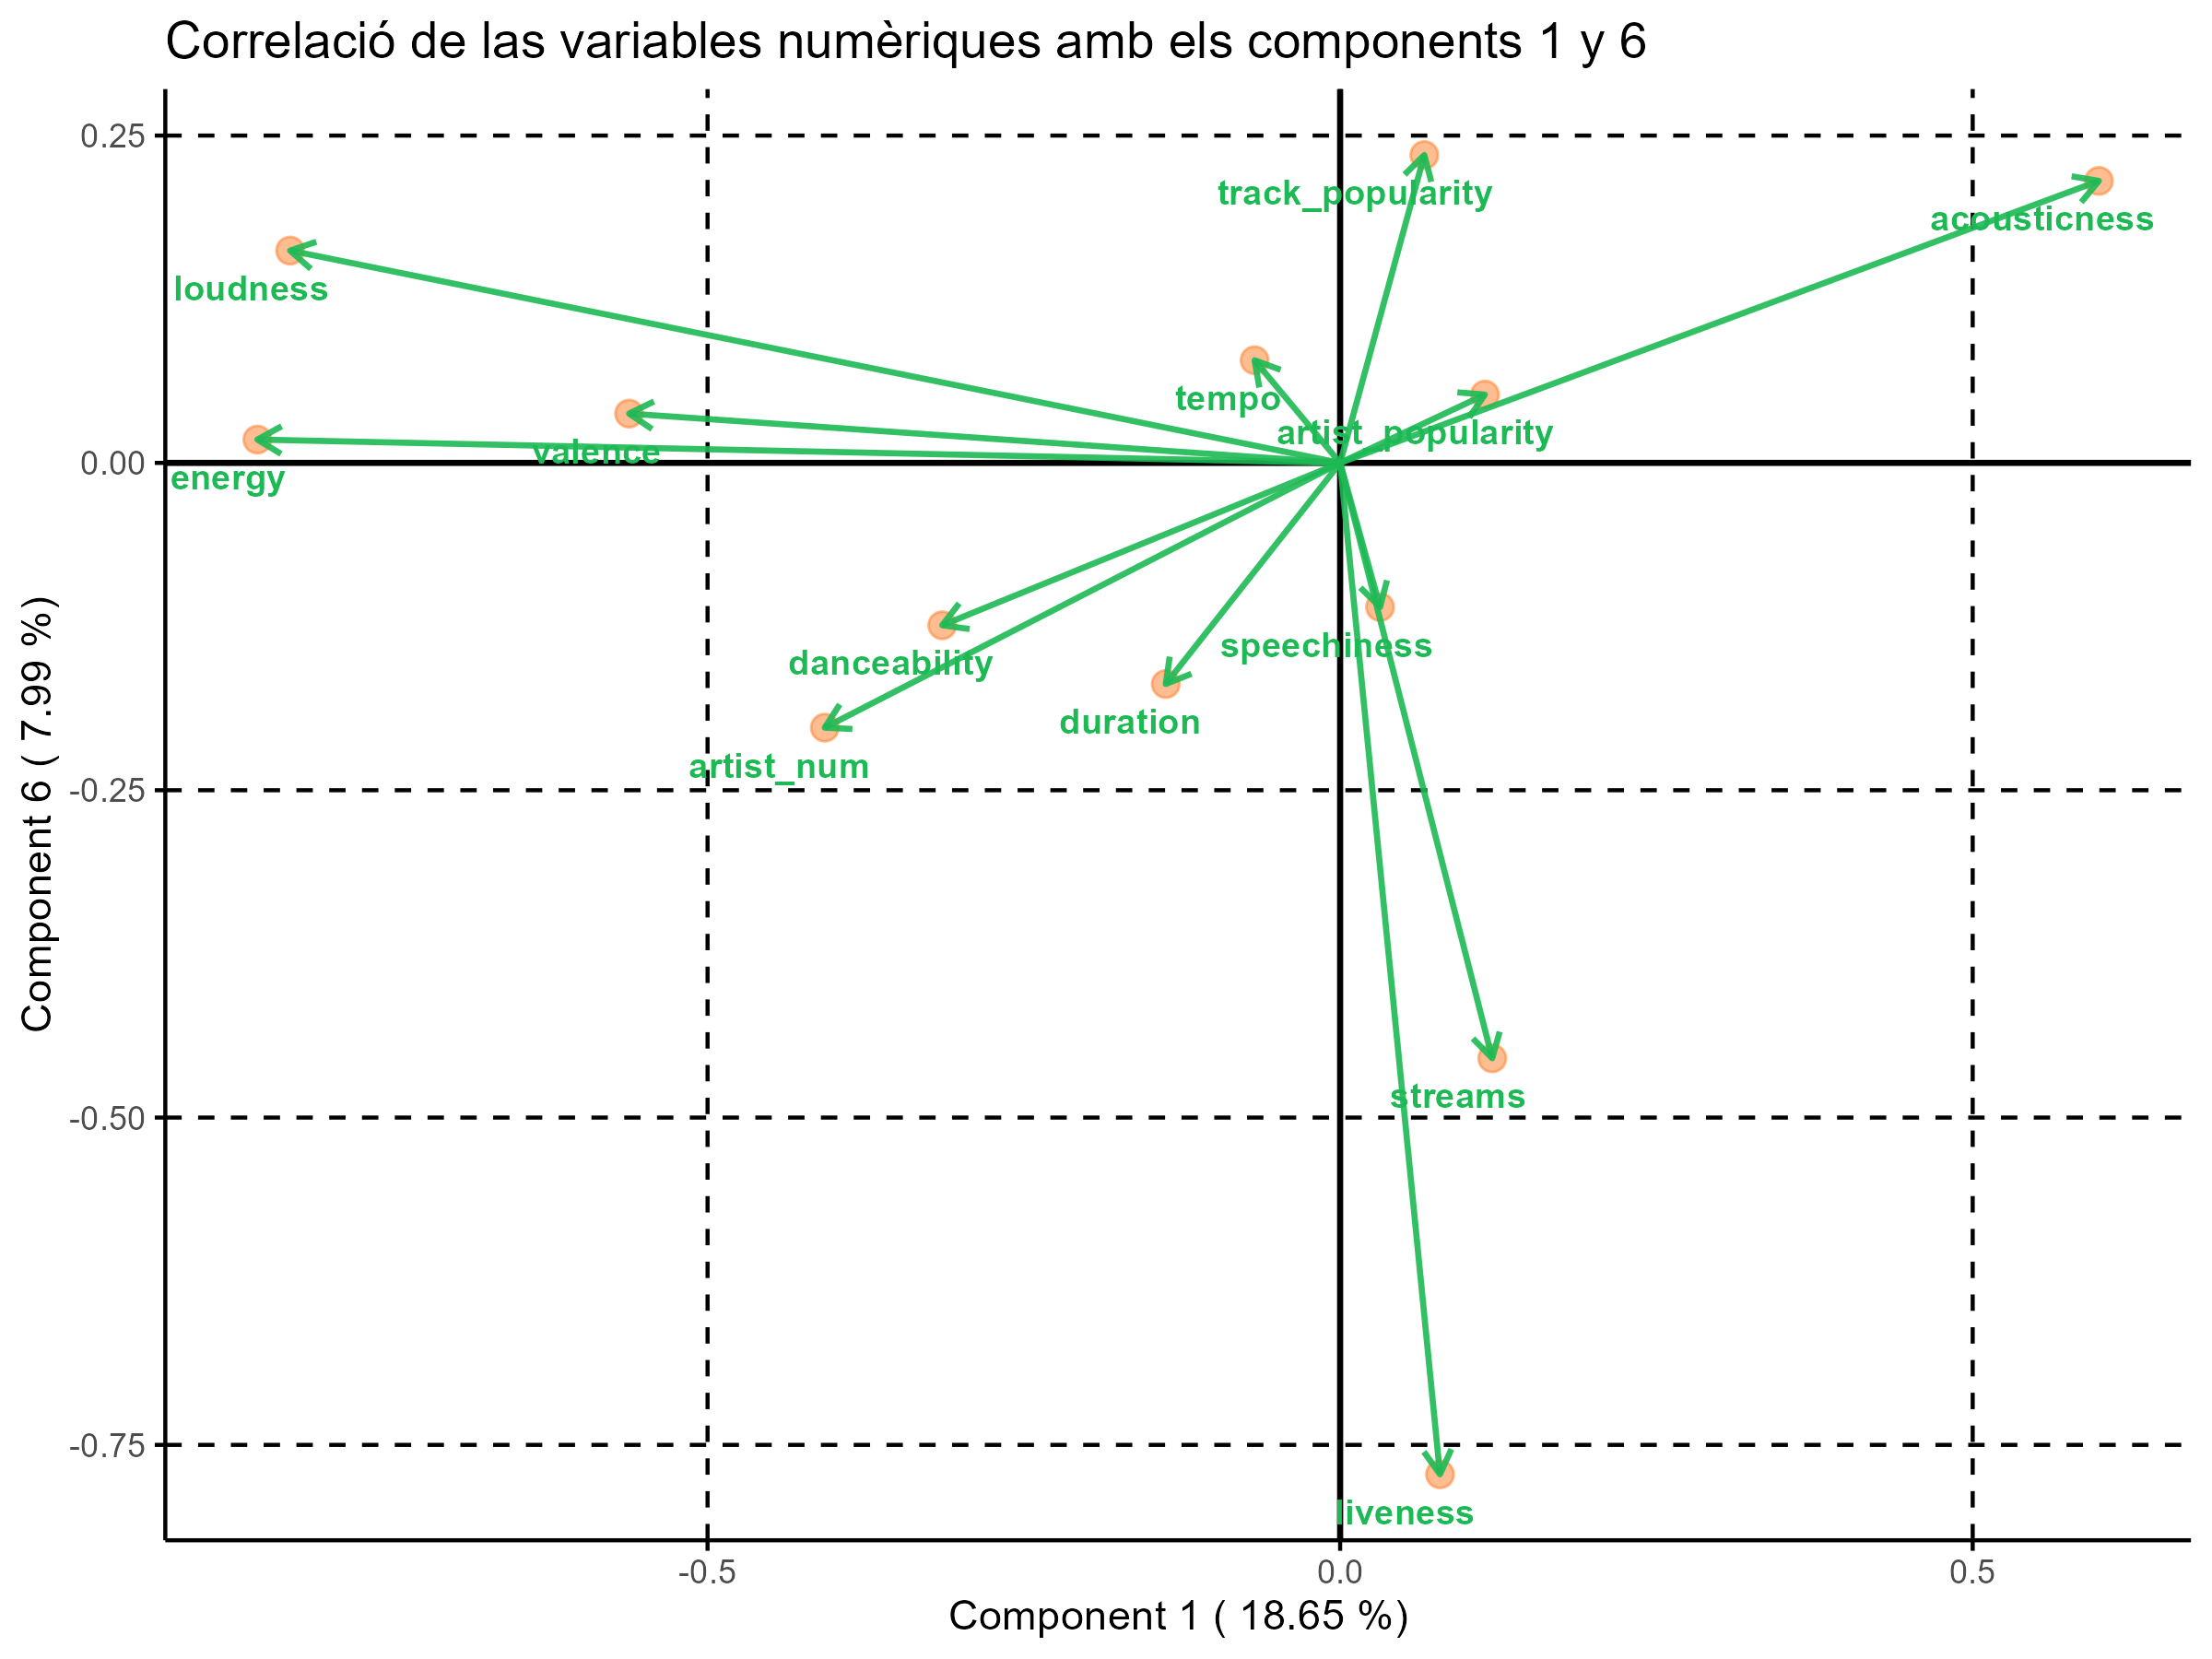 Correlació de las variables numèriques amb els components 1 y 6
0.25
track_popularity
acousticness
loudness
tempo
artist_popularity
valence
0.00
energy
speechiness
danceability
duration
artist_num
-0.25
streams
-0.50
-0.75
liveness
-0.5
0.0
0.5
Component 1 ( 18.65 %)
Component 6 ( 7.99 %)